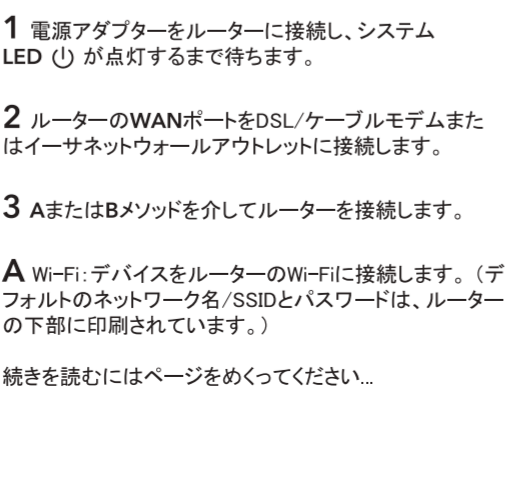 1 電源アダプターをルーターに接続し、システム
LED (⏻) が点灯するまで待ちます。
2 ルーターのWANポートをDSL/ケーブルモデムまた
はイーサネットウォールアウトレットに接続します。
3 AまたはBメソッドを介してルーターを接続します。
A Wi-Fi：デバイスをルーターのWi-Fiに接続します。（デ
フォルトのネットワーク名/SSIDとパスワードは、ルーター
の下部に印刷されています。）
続きを読むにはページをめくってください...